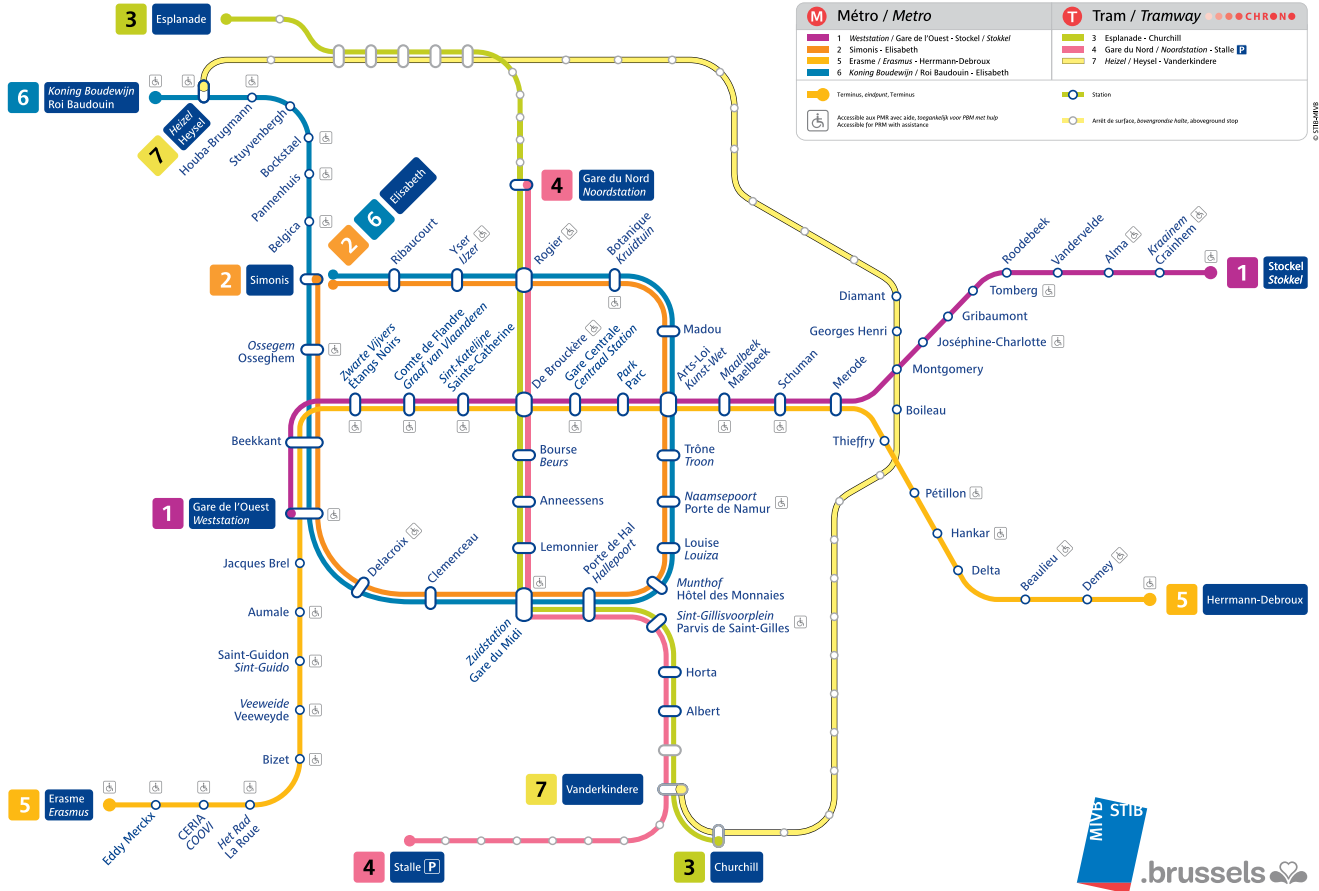 3
Esplanade
M
Métro / Metro
1 Weststation / Gare de l'Ouest - Stockel / Stokkel
2 Simonis - Elisabeth
5 Erasme / Erasmus - Herrmann-Debroux
6 Koning Boudewijn / Roi Baudouin - Elisabeth
T
Tram / Tramway
CHRONO
3 Esplanade - Churchill
4 Gare du Nord / Noordstation - Stalle P
7 Heizel / Heysel - Vanderkindere
Terminus, eindpunt, Terminus
Station
Accessible aux PMR avec aide, toegankelijk voor PBM met hulp
Accessible for PRM with assistance
Arrêt de surface, bovengrondse halte, aboveground stop
© STIB-MIVB
6
Koning Boudewijn
Roi Baudouin
7
Heizel
Heysel
Houba-Brugmann
Stuyvenbergh
Bockstael
Pannenhuis
Belgica
2
6
Elisabeth
2
Simonis
Ribaucourt
Yser
IJzer
Rogier
Botanique
Kruidtuin
4
Gare du Nord
Noordstation
Madou
Ossegem
Osseghem
Zwarte Vijvers
Étangs Noirs
Comte de Flandre
Graaf van Vlaanderen
Sint-Katelijne
Sainte-Catherine
De Brouckère
Gare Centrale
Centraal Station
Park
Parc
Arts-Loi
Kunst-Wet
Maalbeek
Maelbeek
Schuman
Merode
Diamant
Georges Henri
Montgomery
Boileau
Joséphine-Charlotte
Gribaumont
Tomberg
Roodebeek
Vandervelde
Alma
Kraainem
Crainhem
1
Stockel
Stokkel
Beekkant
1
Gare de l'Ouest
Weststation
Bourse
Beurs
Anneessens
Lemonnier
Trône
Troon
Naamsepoort
Porte de Namur
Louise
Louiza
Munthof
Hôtel des Monnaies
Sint-Gillisvoorplein
Parvis de Saint-Gilles
Thieffry
Pétillon
Hankar
Delta
Beaulieu
Demey
5
Herrmann-Debroux
Delacroix
Clemenceau
Zuidstation
Gare du Midi
Porte de Hal
Hallepoort
Horta
Albert
Jacques Brel
Aumale
Saint-Guidon
Sint-Guido
Veeweide
Veeweyde
Bizet
5
Erasme
Erasmus
Eddy Merckx
CERIA
COOVI
Het Rad
La Roue
7
Vanderkindere
4
Stalle P
3
Churchill
MIVB
STIB
.brussels